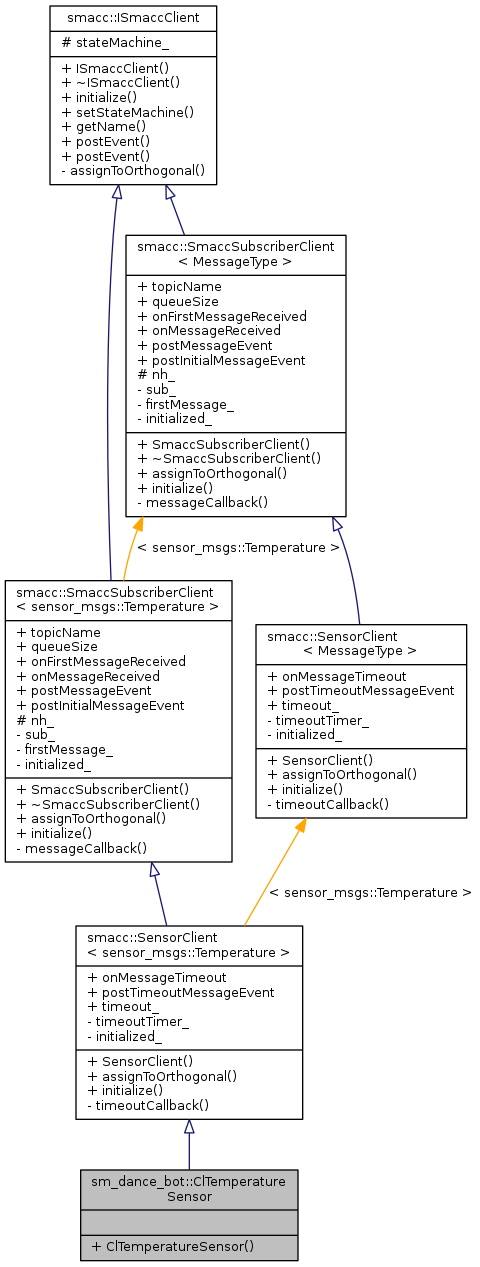 smacc::ISmaccClient
# stateMachine_
+ ISmaccClient()
+ ~ISmaccClient()
+ initialize()
+ setStateMachine()
+ getName()
+ postEvent()
+ postEvent()
- assignToOrthogonal()
smacc::SmaccSubscriberClient
< MessageType >
+ topicName
+ queueSize
+ onFirstMessageReceived
+ onMessageReceived
+ postMessageEvent
+ postInitialMessageEvent
# nh_
- sub_
- firstMessage_
- initialized_
+ SmaccSubscriberClient()
+ ~SmaccSubscriberClient()
+ assignToOrthogonal()
+ initialize()
- messageCallback()
< sensor_msgs::Temperature >
smacc::SmaccSubscriberClient
< sensor_msgs::Temperature >
+ topicName
+ queueSize
+ onFirstMessageReceived
+ onMessageReceived
+ postMessageEvent
+ postInitialMessageEvent
# nh_
- sub_
- firstMessage_
- initialized_
+ SmaccSubscriberClient()
+ ~SmaccSubscriberClient()
+ assignToOrthogonal()
+ initialize()
- messageCallback()
smacc::SensorClient
< MessageType >
+ onMessageTimeout
+ postTimeoutMessageEvent
+ timeout_
- timeoutTimer_
- initialized_
+ SensorClient()
+ assignToOrthogonal()
+ initialize()
- timeoutCallback()
< sensor_msgs::Temperature >
smacc::SensorClient
< sensor_msgs::Temperature >
+ onMessageTimeout
+ postTimeoutMessageEvent
+ timeout_
- timeoutTimer_
- initialized_
+ SensorClient()
+ assignToOrthogonal()
+ initialize()
- timeoutCallback()
sm_dance_bot::ClTemperature
Sensor
+ ClTemperatureSensor()